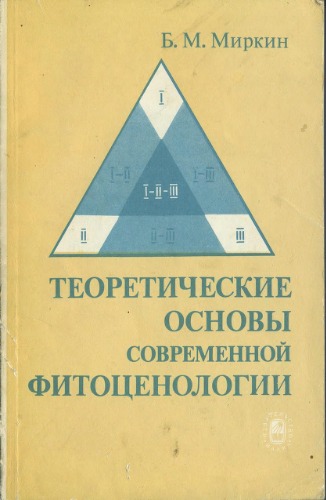 Б. М. Миркин
I
I–II
I–III
I–II–III
II
II–III
III
ТЕОРЕТИЧЕСКИЕ
ОСНОВЫ
СОВРЕМЕННОЙ
ФИТОЦЕНОЛОГИИ